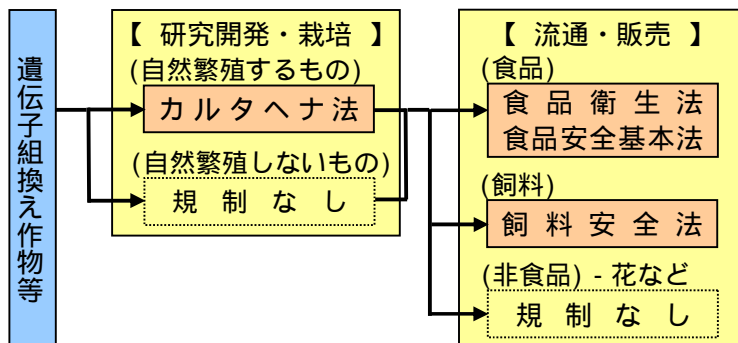 遺伝子組換え作物等
【 研究開発・栽培 】
(自然繁殖するもの)
カルタヘナ法
(自然繁殖しないもの)
規制なし
【 流通・販売 】
(食品)
食品衛生法
食品安全基本法
(飼料)
飼料安全法
(非食品) - 花など
規制なし